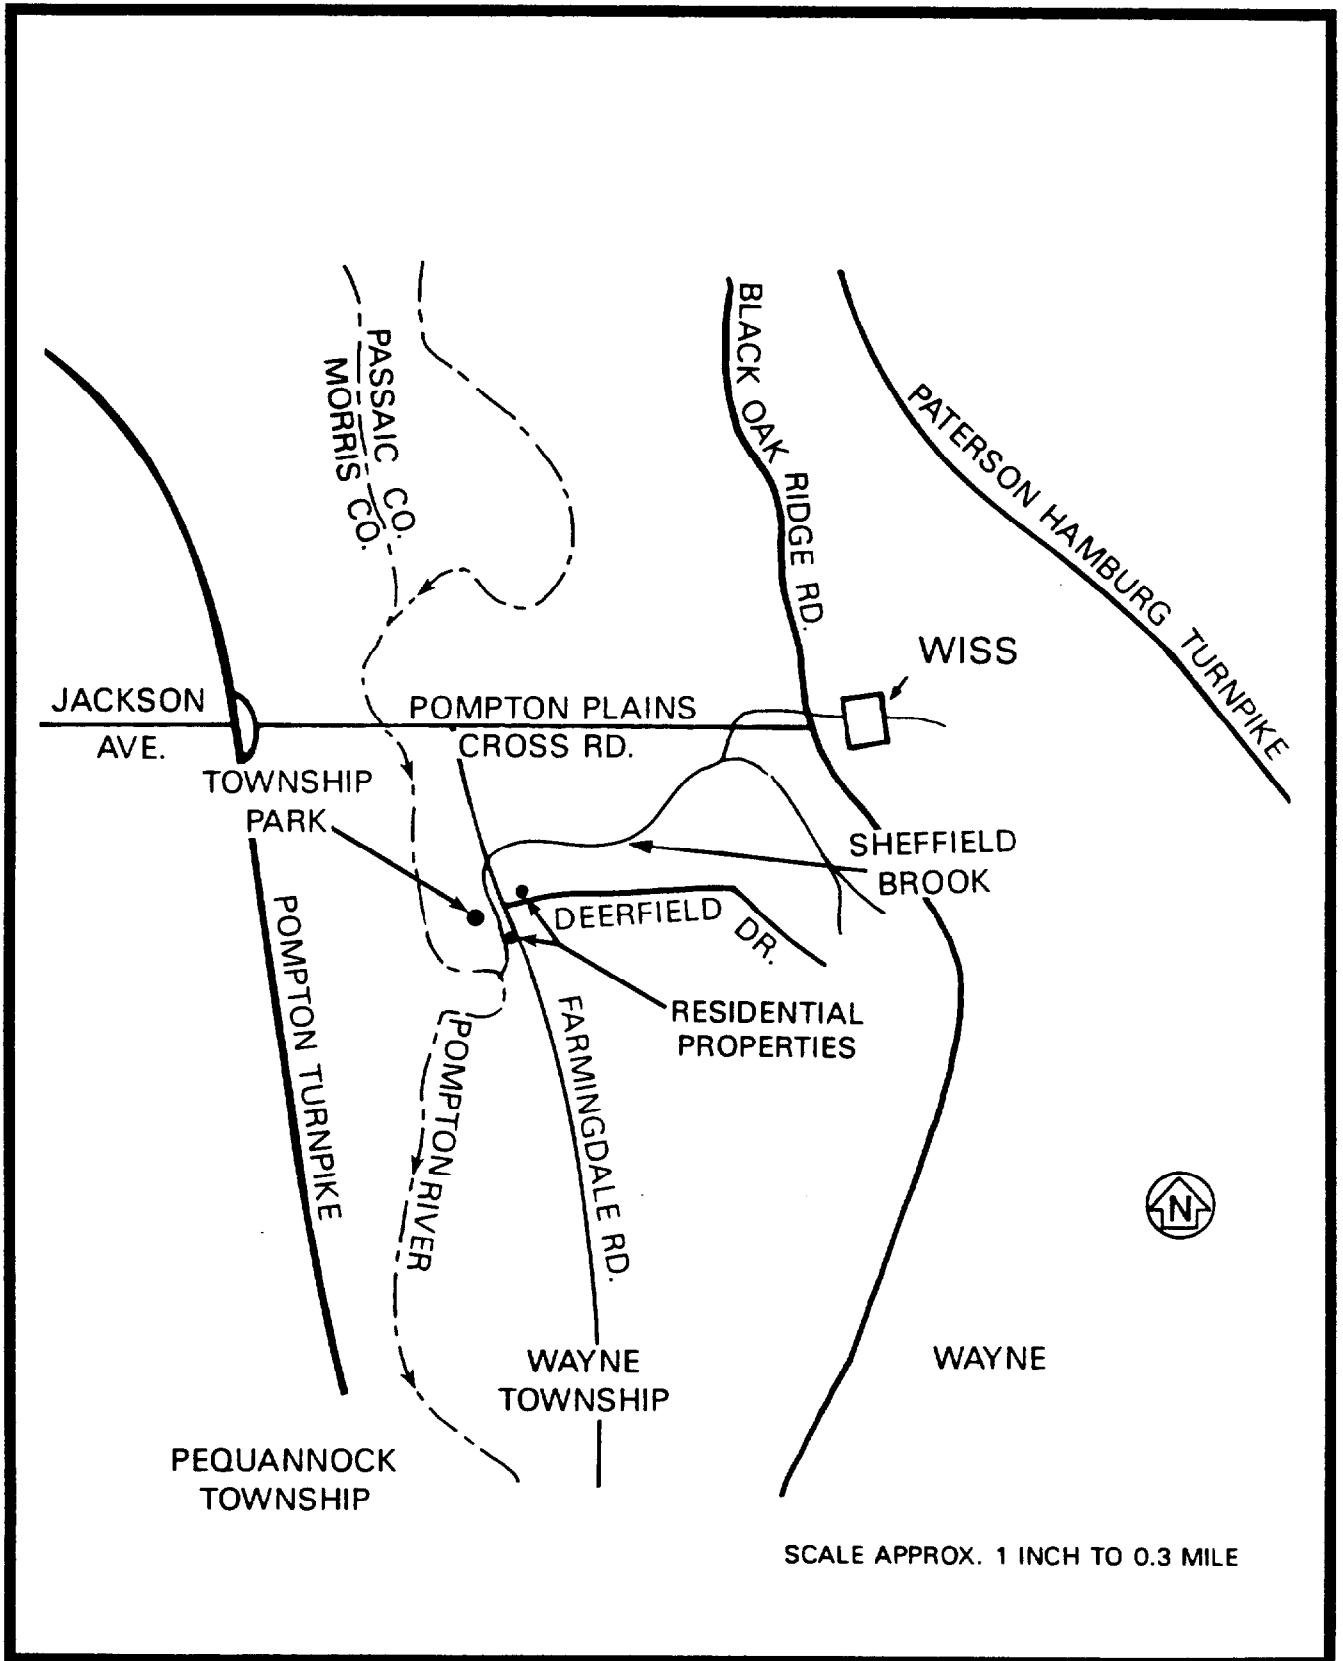 BLACK OAK RIDGE RD.
PASSAIC CO.
MORRIS CO.
PATERSON HAMBURG TURNPIKE
WISS
JACKSON
AVE.
POMPTON PLAINS
CROSS RD.
TOWNSHIP
PARK
SHEFFIELD
BROOK
DEERFIELD
DR.
POMPTON TURNPIKE
RESIDENTIAL
PROPERTIES
FARMINGDALE RD.
POMPTON RIVER
N
WAYNE
TOWNSHIP
WAYNE
PEQUANNOCK
TOWNSHIP
SCALE APPROX. 1 INCH TO 0.3 MILE